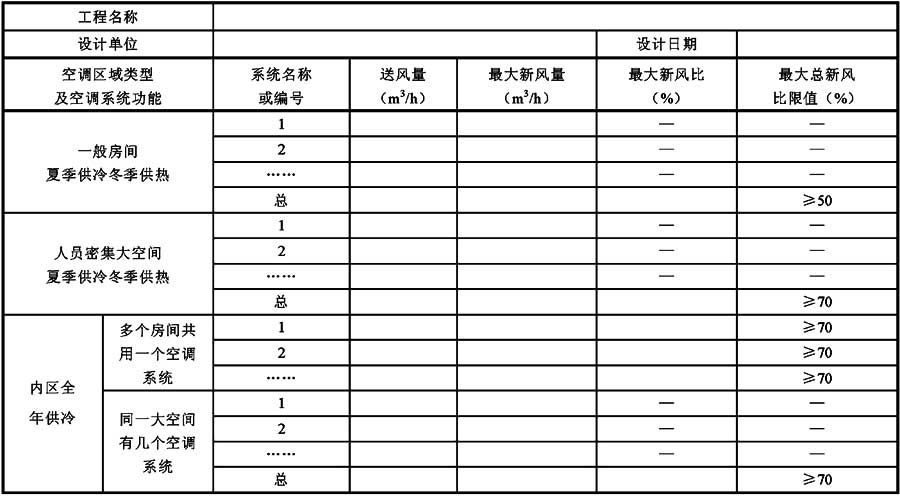 工程名称
设计单位 设计日期
空调区域类型 系统名称 送风量 最大新风量 最大新风比 最大总新风
及空调系统功能 或编号 （m³/h） （m³/h） （%） 比限值（%）
1 — —
一般房间 2 — —
夏季供冷冬季供热 …… — —
总 ≥50
1 — —
人员密集大空间 2 — —
夏季供冷冬季供热 …… — —
总 ≥70
多个房间共 1 ≥70
用一个空调 2 ≥70
系统 …… ≥70
内区全
年供冷
1 — —
同一大空间 2 — —
有几个空调 …… — —
系统 总 ≥70